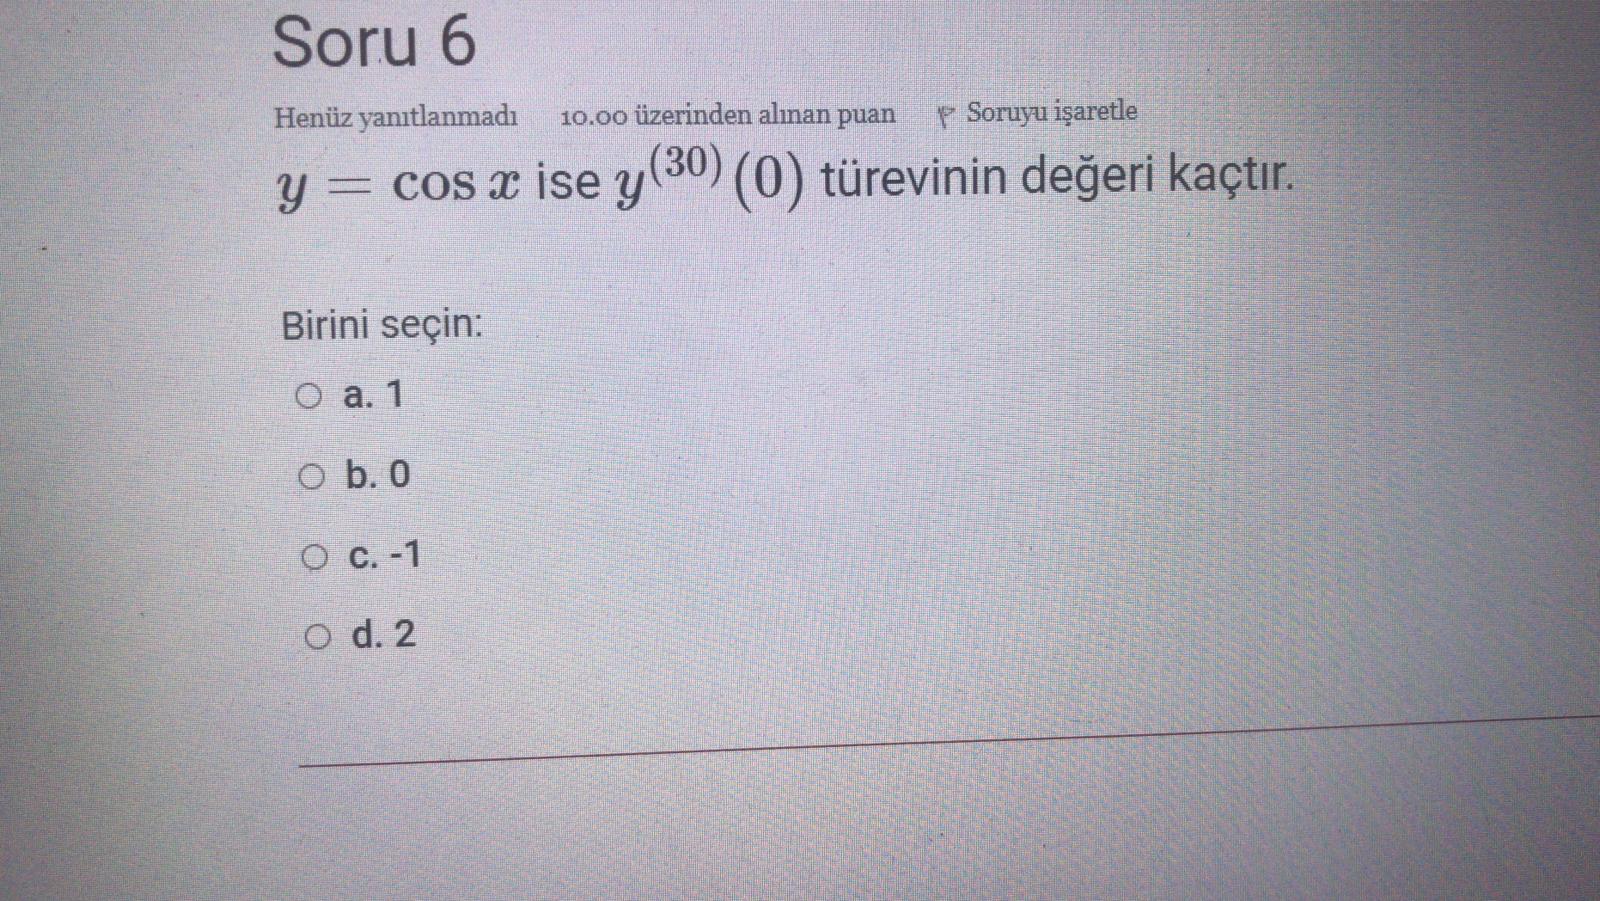 Soru 6
Henüz yanıtlanmadı 10.00 üzerinden alınan puan Soruyu işaretle
y = cos x ise y^(30) (0) türevinin değeri kaçtır.
Birini seçin:
a. 1
b. 0
c. -1
d. 2